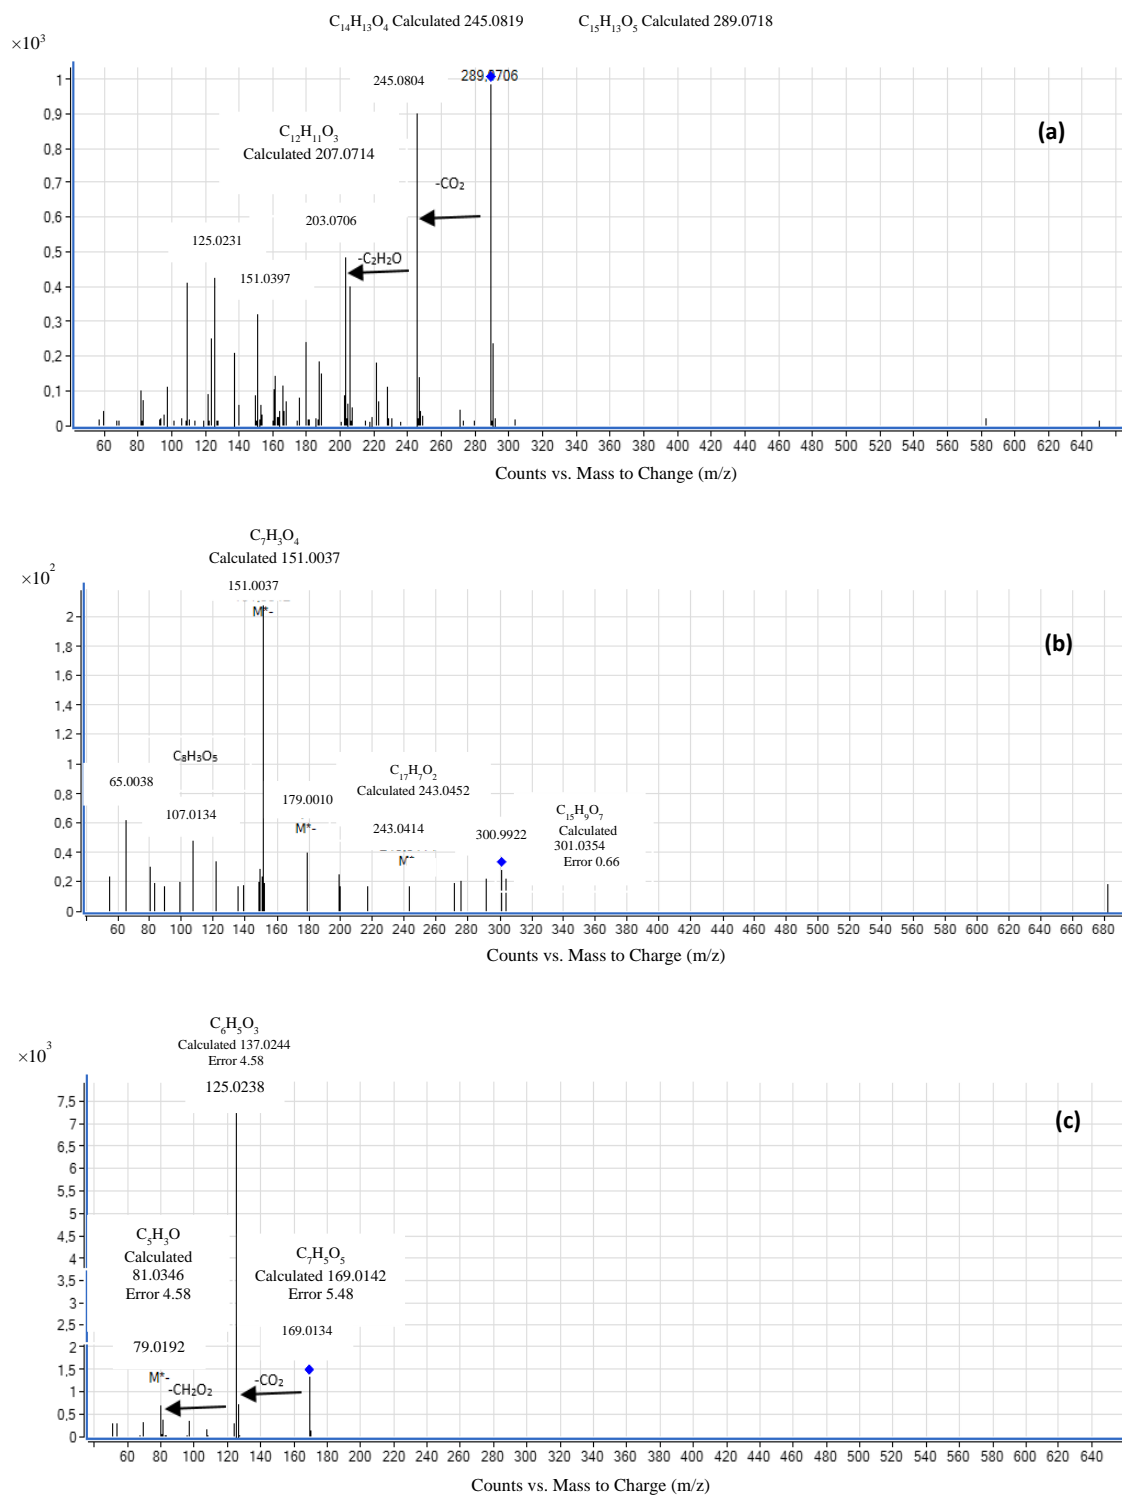 C₁₄H₁₃O₄ Calculated 245.0819 C₁₅H₁₃O₅ Calculated 289.0718
×10³
245.0804
289.0706
C₁₂H₁₁O₃
Calculated 207.0714
(a)
-CO₂
203.0706
125.0231
-C₂H₂O
151.0397
1
0,9
0,8
0,7
0,6
0,5
0,4
0,3
0,2
0,1
0
60 80 100 120 140 160 180 200 220 240 260 280 300 320 340 360 380 400 420 440 460 480 500 520 540 560 580 600 620 640
Counts vs. Mass to Change (m/z)
C₇H₃O₄
Calculated 151.0037
×10²
151.0037
M*-
(b)
C₈H₃O₅
65.0038
107.0134
179.0010
M*-
C₁₇H₇O₂
Calculated 243.0452
243.0414
M*
300.9922
C₁₅H₉O₇
Calculated
301.0354
Error 0.66
2
1,8
1,6
1,4
1,2
1
0,8
0,6
0,4
0,2
0
60 80 100 120 140 160 180 200 220 240 260 280 300 320 340 360 380 400 420 440 460 480 500 520 540 560 580 600 620 640 660 680
Counts vs. Mass to Charge (m/z)
C₆H₅O₃
Calculated 137.0244
Error 4.58
×10³
125.0238
(c)
C₅H₃O
Calculated
81.0346
Error 4.58
C₇H₅O₅
Calculated 169.0142
Error 5.48
169.0134
79.0192
M*-
-CH₂O₂
-CO₂
7,5
7
6,5
6
5,5
5
4,5
4
3,5
3
2,5
2
1,5
1
0,5
0
60 80 100 120 140 160 180 200 220 240 260 280 300 320 340 360 380 400 420 440 460 480 500 520 540 560 580 600 620 640
Counts vs. Mass to Charge (m/z)